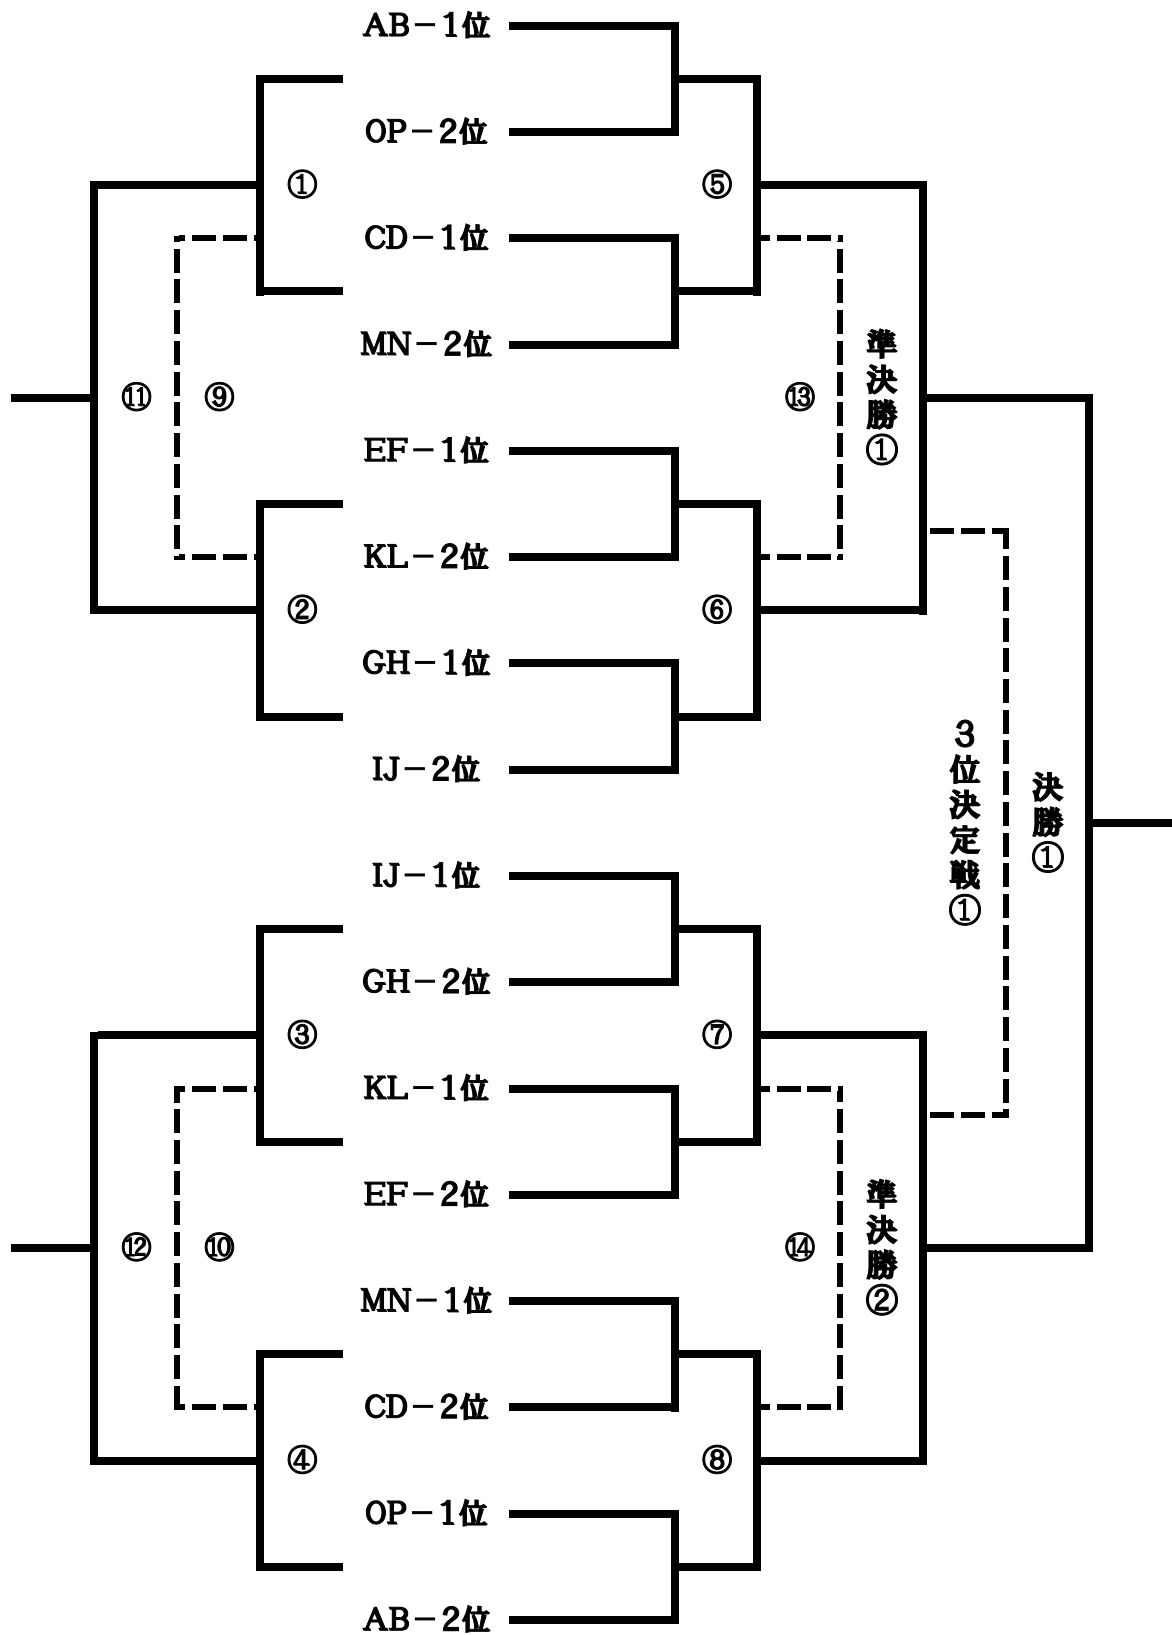 AB－1位
OP－2位
①
⑤
CD－1位
MN－2位
準決勝①
⑪
⑨
⑬
EF－1位
KL－2位
②
⑥
GH－1位
IJ－2位
3位決定戦①
決勝①
IJ－1位
GH－2位
③
⑦
KL－1位
EF－2位
準決勝②
⑫
⑩
⑭
MN－1位
CD－2位
④
⑧
OP－1位
AB－2位